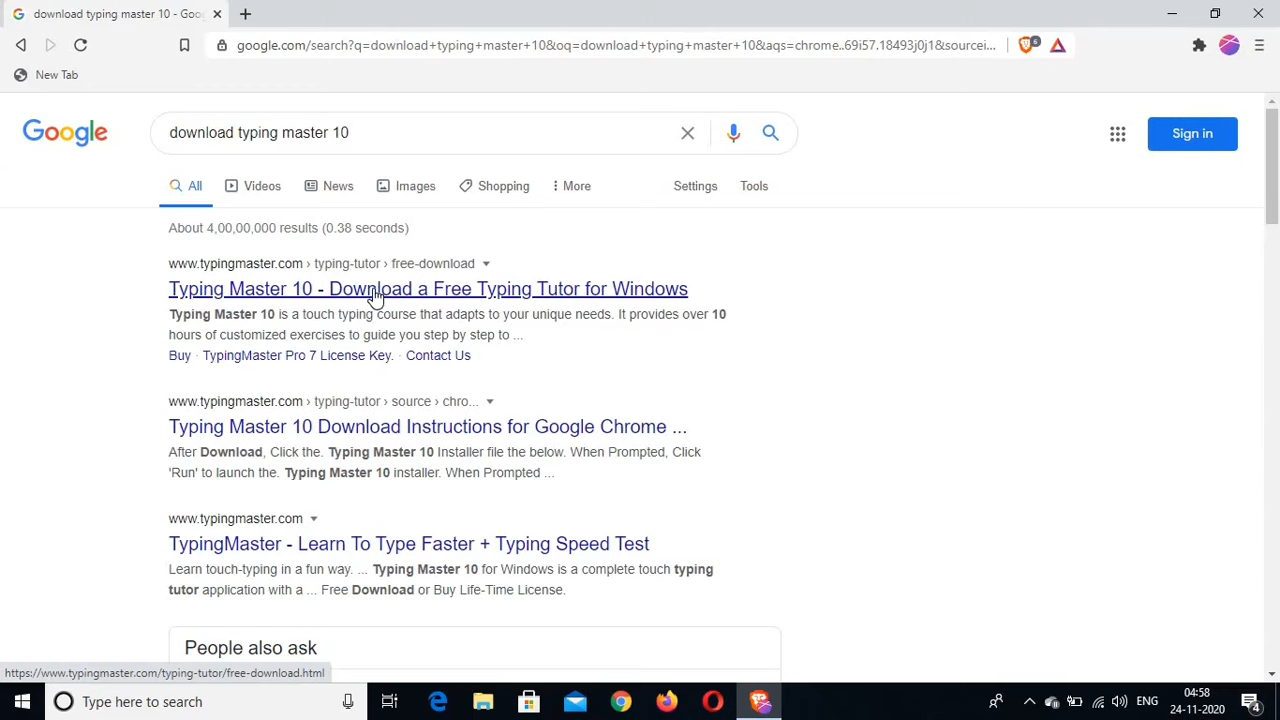 download typing master 10 - Goo
google.com/search?q=download+typing+master+10&oq=download+typing+master+10&aqs=chrome..69i57.18493j0j1&sourcei...
6
New Tab
Google
download typing master 10
Sign in
All
Videos
News
Images
Shopping
More
Settings
Tools
About 4,00,00,000 results (0.38 seconds)
www.typingmaster.com › typing-tutor › free-download
Typing Master 10 - Download a Free Typing Tutor for Windows
Typing Master 10 is a touch typing course that adapts to your unique needs. It provides over 10
hours of customized exercises to guide you step by step to ...
Buy · TypingMaster Pro 7 License Key. · Contact Us
www.typingmaster.com › typing-tutor › source › chro...
Typing Master 10 Download Instructions for Google Chrome ...
After Download, Click the. Typing Master 10 Installer file the below. When Prompted, Click
'Run' to launch the. Typing Master 10 installer. When Prompted ...
www.typingmaster.com
TypingMaster - Learn To Type Faster + Typing Speed Test
Learn touch-typing in a fun way. ... Typing Master 10 for Windows is a complete touch typing
tutor application with a ... Free Download or Buy Life-Time License.
People also ask
https://www.typingmaster.com/typing-tutor/free-download.html
Type here to search
ENG
04:58
24-11-2020
4